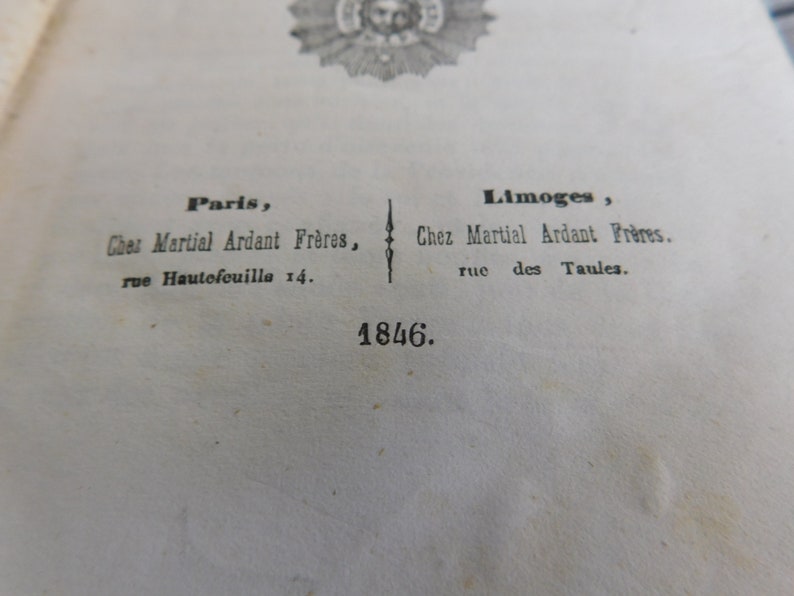 Paris,
Chez Martial Ardant Frères,
rue Hautefeuille 14.
Limoges,
Chez Martial Ardant Frères.
rue des Taules.
1846.